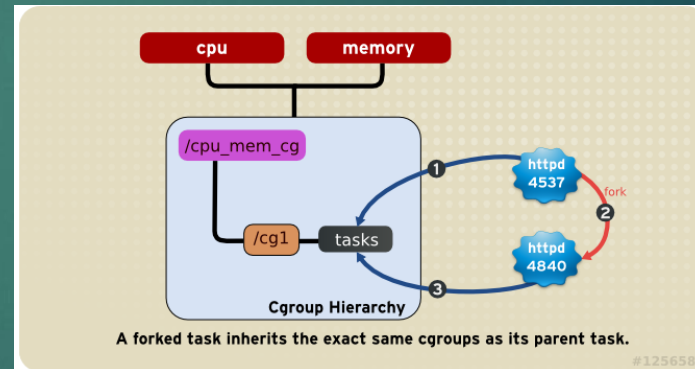 cpu
memory
/cpu_mem_cg
/cg1
tasks
Cgroup Hierarchy
1
httpd
4537
fork
2
httpd
4840
3
A forked task inherits the exact same cgroups as its parent task.
#125658